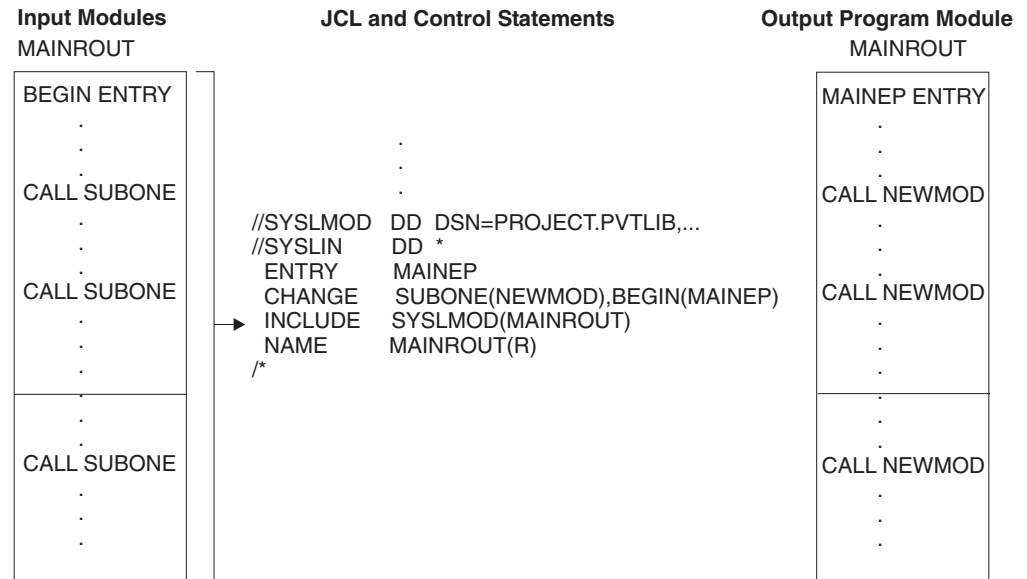 Input Modules
MAINROUT
BEGIN ENTRY
.
.
.
CALL SUBONE
.
.
.
CALL SUBONE
.
.
.
.
.
CALL SUBONE
.
.
.
JCL and Control Statements
.
.
.
//SYSLMOD DD DSN=PROJECT.PVTLIB,...
//SYSLIN DD *
ENTRY MAINEP
CHANGE SUBONE(NEWMOD),BEGIN(MAINEP)
INCLUDE SYSLMOD(MAINROUT)
NAME MAINROUT(R)
/*
Output Program Module
MAINROUT
MAINEP ENTRY
.
.
.
CALL NEWMOD
.
.
.
CALL NEWMOD
.
.
.
.
.
.
CALL NEWMOD
.
.
.